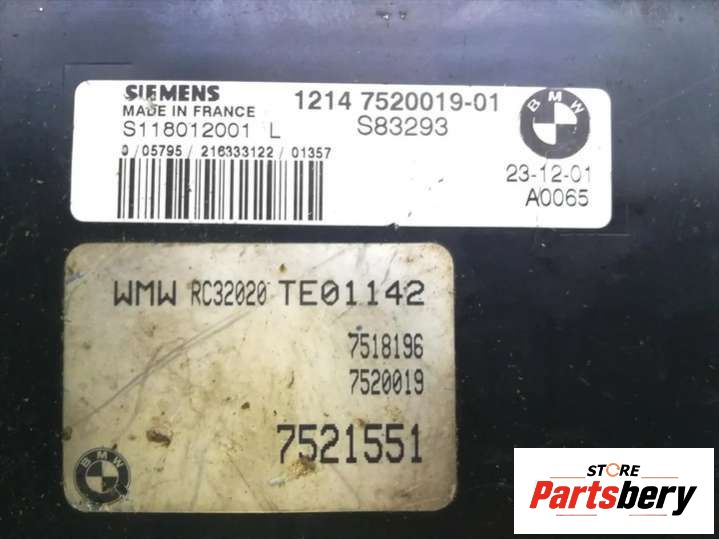 SIEMENS
MADE IN FRANCE
S118012001 L
0/05795/216333122/01357
1214 7520019-01
S83293
BMW
23-12-01
A0065
WMW RC32020 TE01142
7518196
7520019
7521551
BMW
STORE
Partsbery